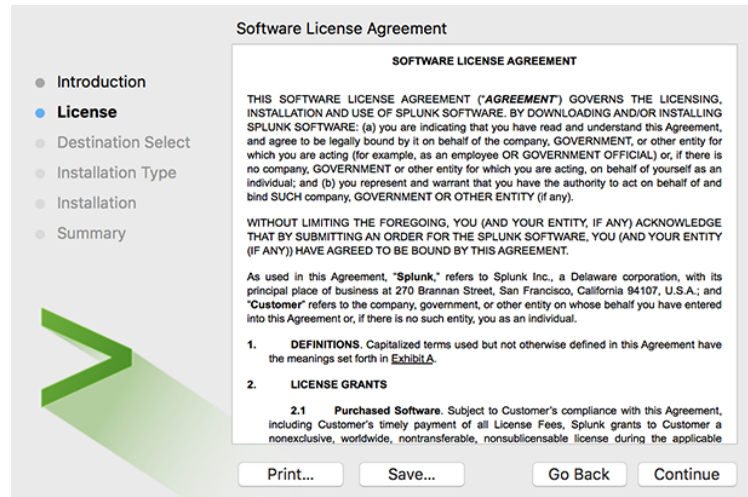 Software License Agreement
Introduction
License
Destination Select
Installation Type
Installation
Summary
SOFTWARE LICENSE AGREEMENT
THIS SOFTWARE LICENSE AGREEMENT ("AGREEMENT") GOVERNS THE LICENSING,
INSTALLATION AND USE OF SPLUNK SOFTWARE. BY DOWNLOADING AND/OR INSTALLING
SPLUNK SOFTWARE: (a) you are indicating that you have read and understand this Agreement,
and agree to be legally bound by it on behalf of the company, GOVERNMENT, or other entity for
which you are acting (for example, as an employee OR GOVERNMENT OFFICIAL) or, if there is
no company, GOVERNMENT or other entity for which you are acting, on behalf of yourself as an
individual; and (b) you represent and warrant that you have the authority to act on behalf of and
bind SUCH company, GOVERNMENT OR OTHER ENTITY (if any).
WITHOUT LIMITING THE FOREGOING, YOU (AND YOUR ENTITY, IF ANY) ACKNOWLEDGE
THAT BY SUBMITTING AN ORDER FOR THE SPLUNK SOFTWARE, YOU (AND YOUR ENTITY
(IF ANY)) HAVE AGREED TO BE BOUND BY THIS AGREEMENT.
As used in this Agreement, "Splunk," refers to Splunk Inc., a Delaware corporation, with its
principal place of business at 270 Brannan Street, San Francisco, California 94107, U.S.A.; and
"Customer" refers to the company, government, or other entity on whose behalf you have entered
into this Agreement or, if there is no such entity, you as an individual.
1. DEFINITIONS. Capitalized terms used but not otherwise defined in this Agreement have
the meanings set forth in Exhibit A.
2. LICENSE GRANTS
2.1 Purchased Software. Subject to Customer's compliance with this Agreement,
including Customer's timely payment of all License Fees, Splunk grants to Customer a
nonexclusive, worldwide, nontransferable, nonsublicensable license during the applicable
Print...
Save...
Go Back
Continue